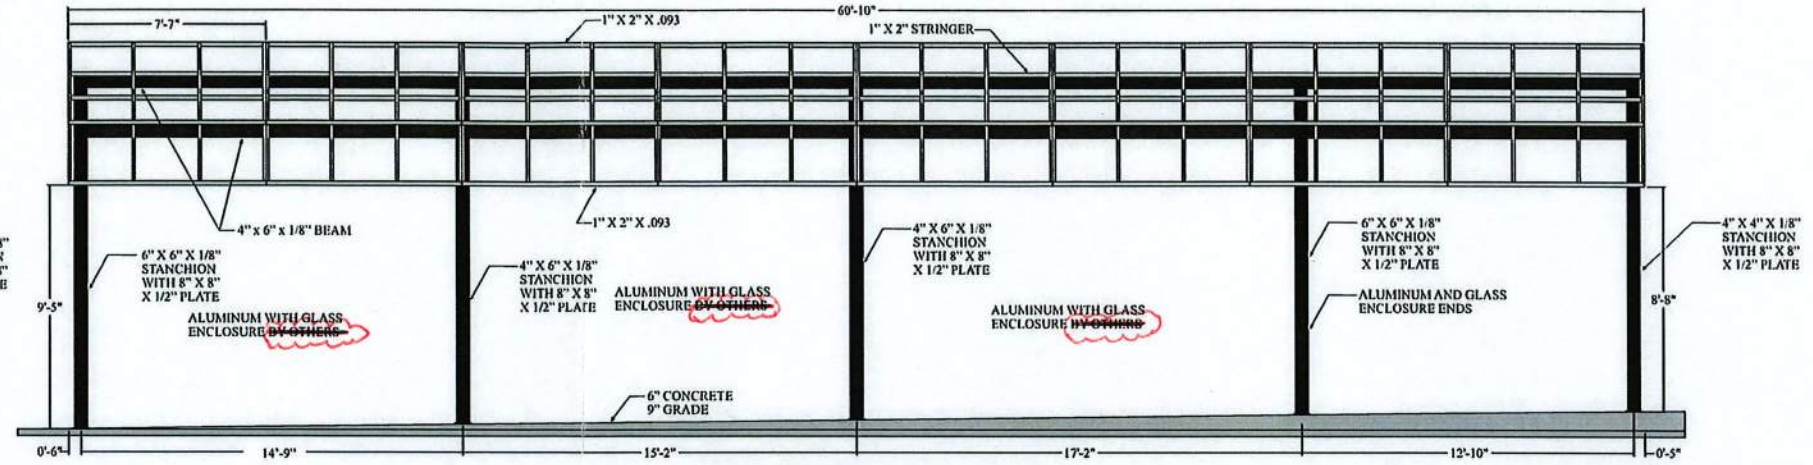 60'-10"
7'-7"
1" X 2" X .093
1" X 2" STRINGER
4" x 6" x 1/8" BEAM
1" X 2" X .093
6" X 6" X 1/8"
STANCHION
WITH 8" X 8"
X 1/2" PLATE
4" X 6" X 1/8"
STANCHION
WITH 8" X 8"
X 1/2" PLATE
4" X 6" X 1/8"
STANCHION
WITH 8" X 8"
X 1/2" PLATE
6" X 6" X 1/8"
STANCHION
WITH 8" X 8"
X 1/2" PLATE
4" X 4" X 1/8"
STANCHION
WITH 8" X 8"
X 1/2" PLATE
9'-5"
8'-8"
ALUMINUM WITH GLASS
ENCLOSURE BY OTHERS
ALUMINUM WITH GLASS
ENCLOSURE BY OTHERS
ALUMINUM WITH GLASS
ENCLOSURE BY OTHERS
ALUMINUM AND GLASS
ENCLOSURE ENDS
6" CONCRETE
9" GRADE
0'-6"
14'-9"
15'-2"
17'-2"
12'-10"
0'-5"